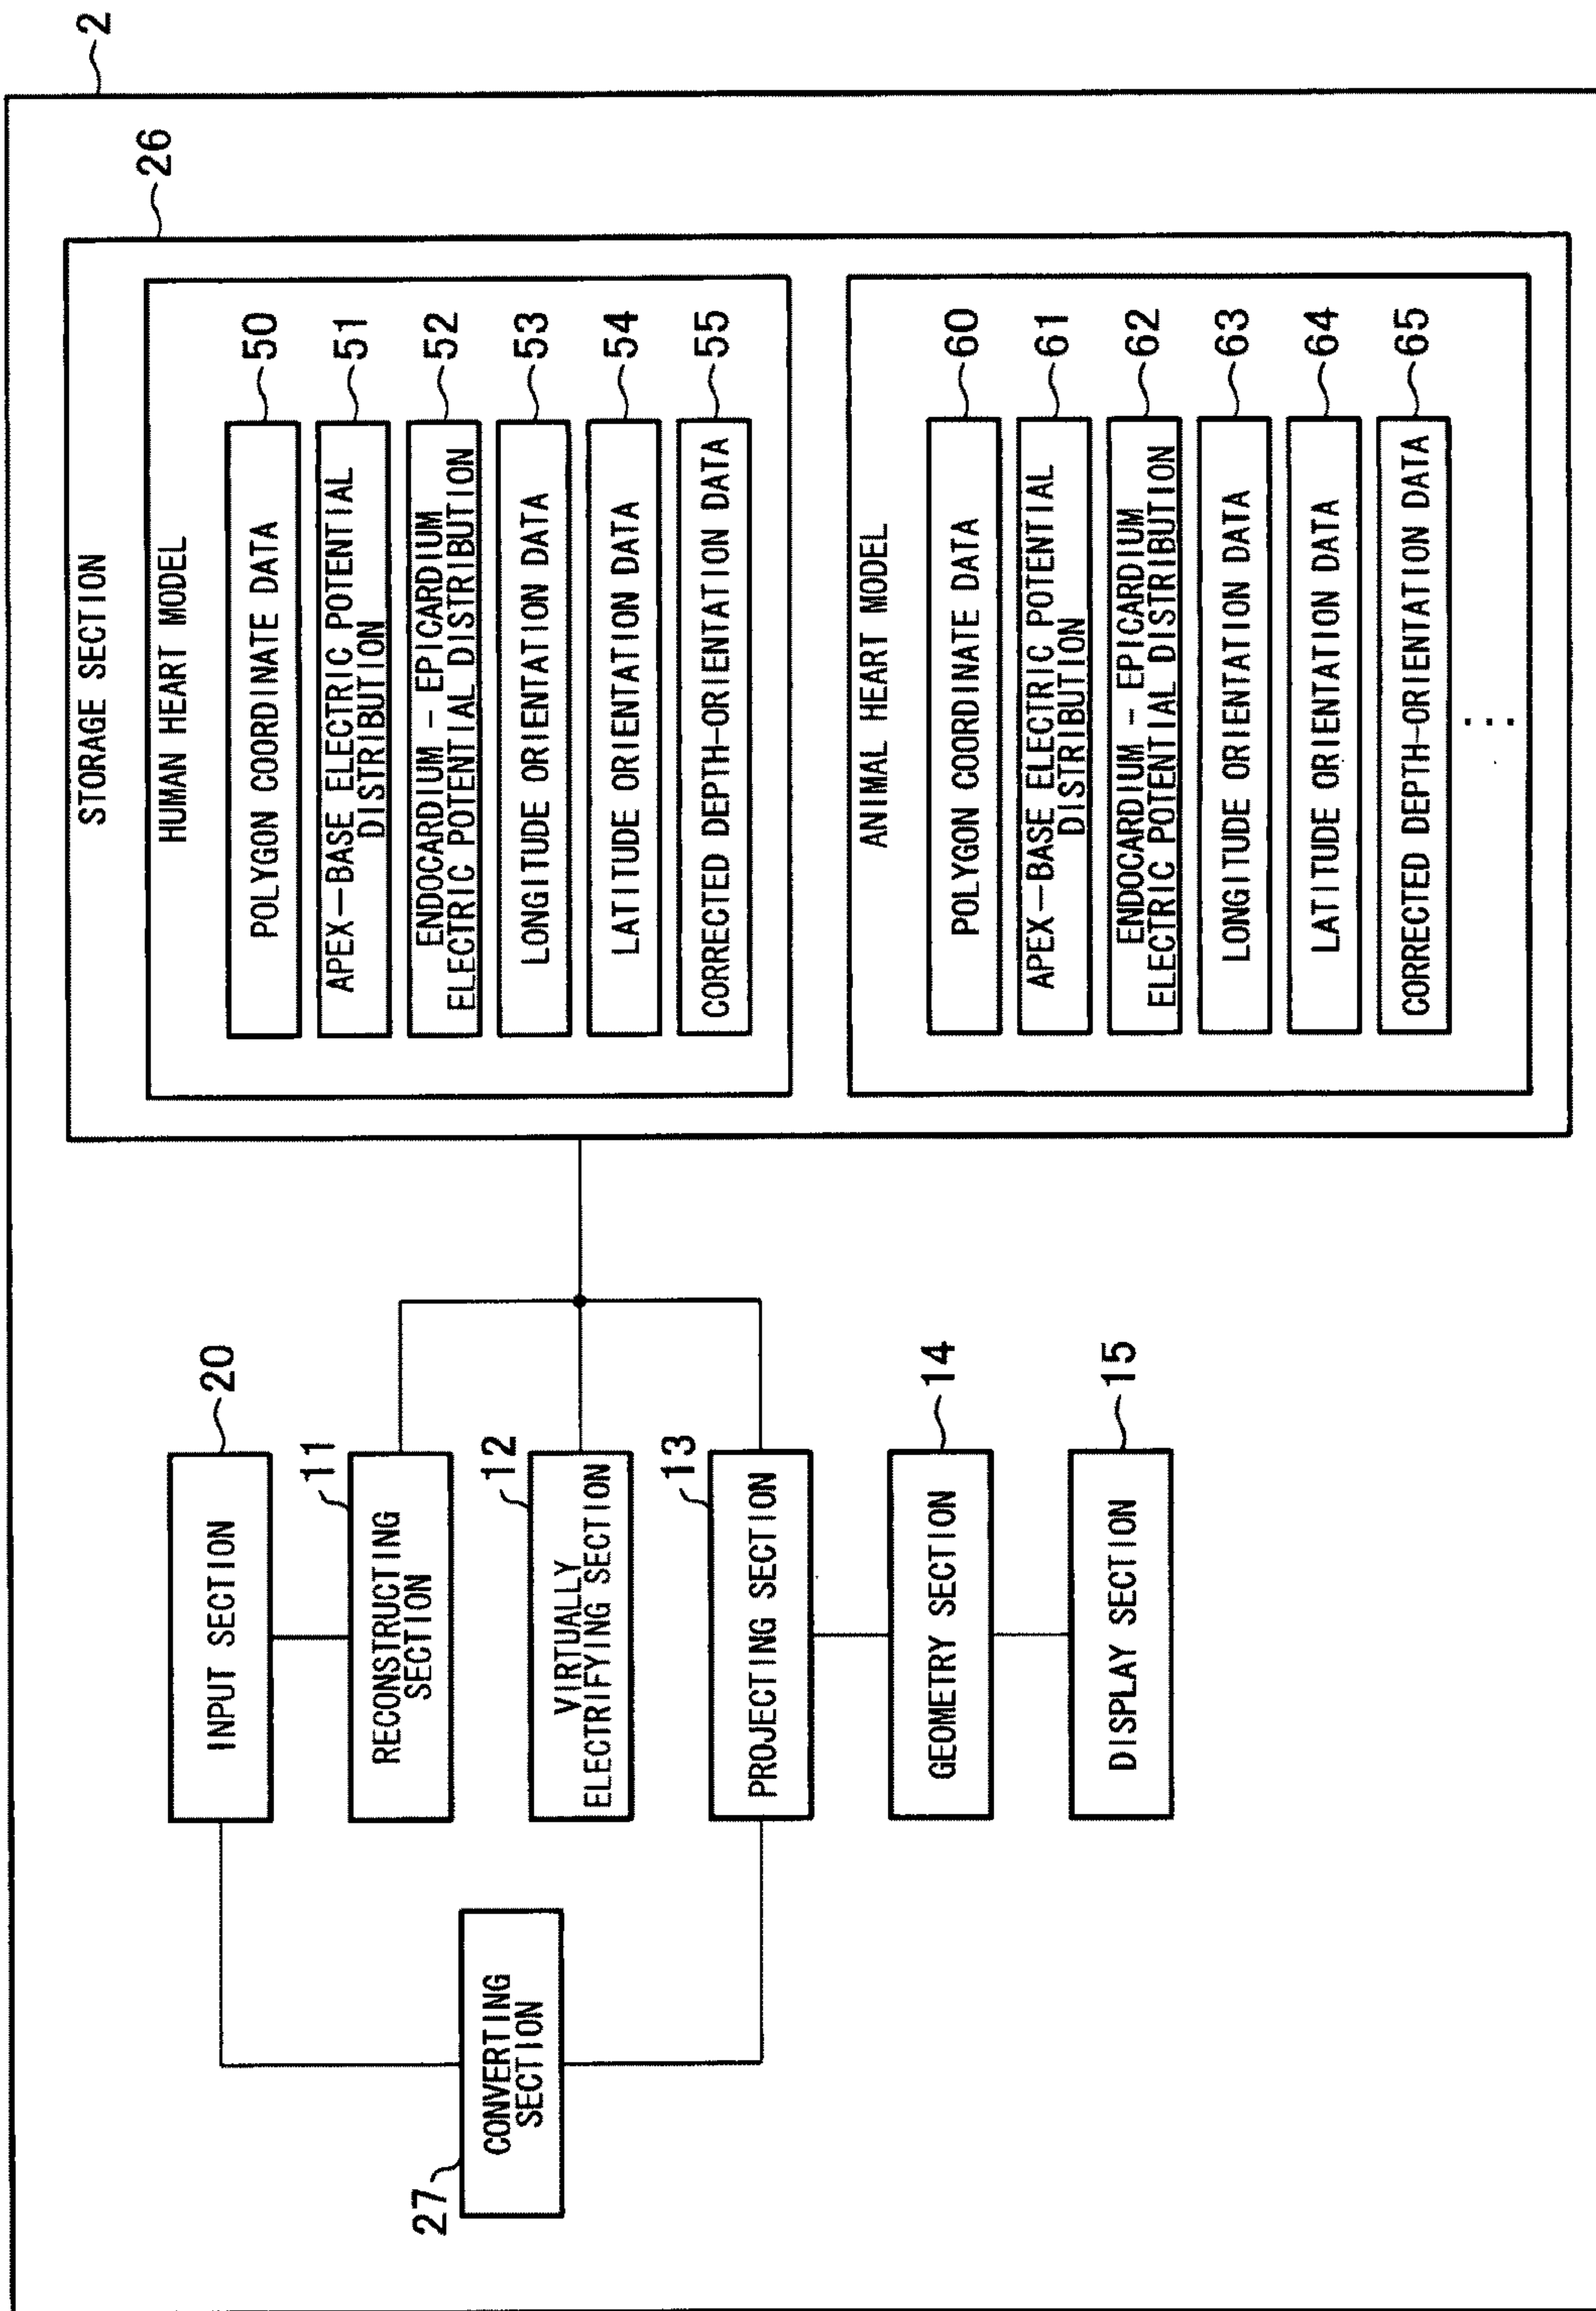 2
27
CONVERTING
SECTION
INPUT SECTION
20
11
RECONSTRUCTING
SECTION
12
VIRTUALLY
ELECTRIFYING SECTION
13
PROJECTING SECTION
GEOMETRY SECTION
14
DISPLAY SECTION
15
26
STORAGE SECTION
HUMAN HEART MODEL
POLYGON COORDINATE DATA
50
APEX-BASE ELECTRIC POTENTIAL
DISTRIBUTION
51
ENDOCARDIUM - EPICARDIUM
ELECTRIC POTENTIAL DISTRIBUTION
52
LONGITUDE ORIENTATION DATA
53
LATITUDE ORIENTATION DATA
54
CORRECTED DEPTH-ORIENTATION DATA
55
ANIMAL HEART MODEL
POLYGON COORDINATE DATA
60
APEX-BASE ELECTRIC POTENTIAL
DISTRIBUTION
61
ENDOCARDIUM - EPICARDIUM
ELECTRIC POTENTIAL DISTRIBUTION
62
LONGITUDE ORIENTATION DATA
63
LATITUDE ORIENTATION DATA
64
CORRECTED DEPTH-ORIENTATION DATA
65
...